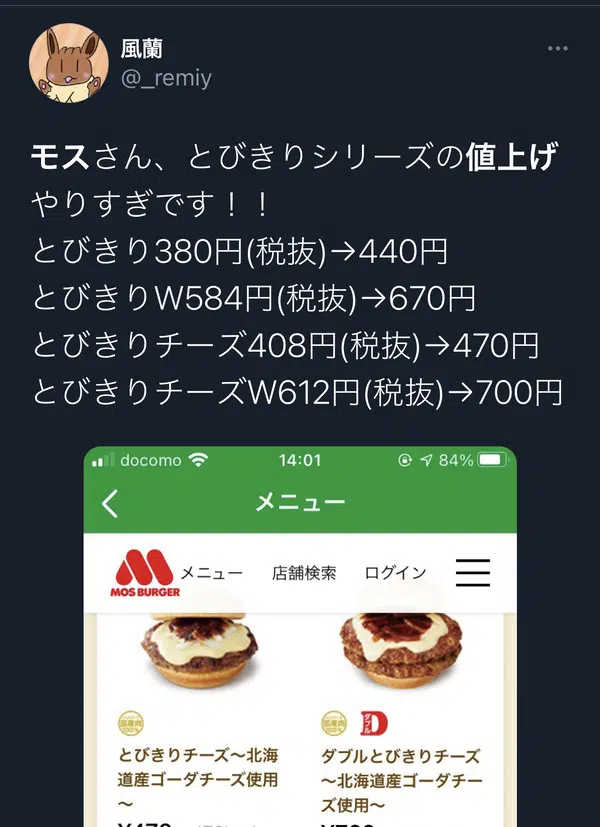 風蘭
@_remiy
モスさん、とびきりシリーズの値上げ
やりすぎです！！
とびきり380円(税抜)→440円
とびきりW584円(税抜)→670円
とびきりチーズ408円(税抜)→470円
とびきりチーズW612円(税抜)→700円
docomo 14:01 84%
メニュー
MOS BURGER メニュー 店舗検索 ログイン
国産肉100% 国産肉100% ダブル D
とびきりチーズ〜北海
道産ゴーダチーズ使用
〜
ダブルとびきりチーズ
〜北海道産ゴーダチー
ズ使用〜